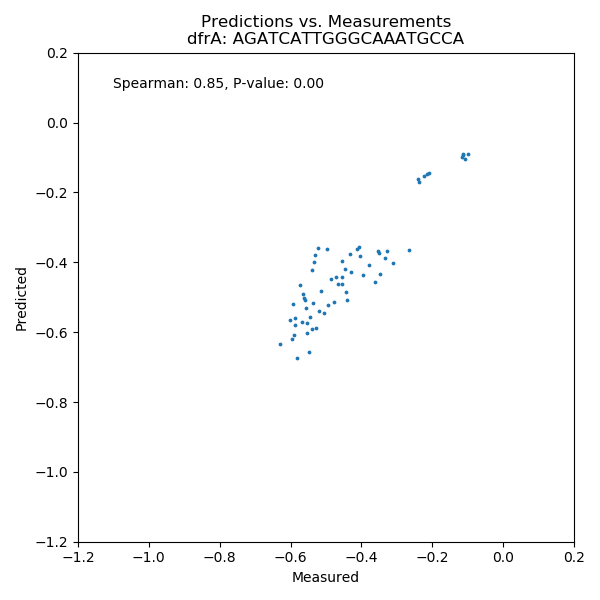 Predictions vs. Measurements
dfrA: AGATCATTGGGCAAATGCCA
Spearman: 0.85, P-value: 0.00
0.2
0.0
−0.2
−0.4
−0.6
−0.8
−1.0
−1.2
Predicted
−1.2 −1.0 −0.8 −0.6 −0.4 −0.2 0.0 0.2
Measured